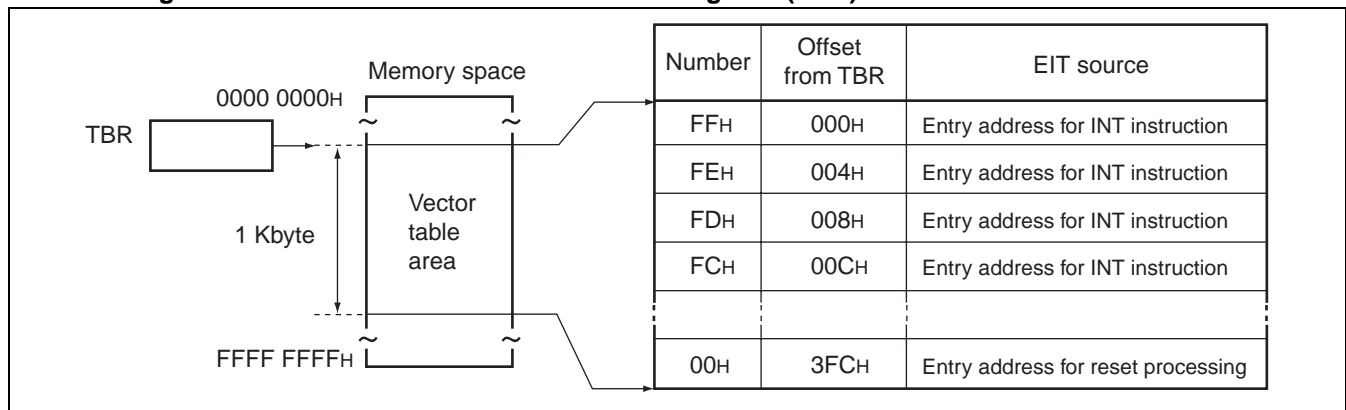 Memory space
0000 0000H
TBR
1 Kbyte
Vector
table
area
FFFF FFFFH
Number Offset from TBR EIT source
FFH 000H Entry address for INT instruction
FEH 004H Entry address for INT instruction
FDH 008H Entry address for INT instruction
FCH 00CH Entry address for INT instruction
00H 3FCH Entry address for reset processing